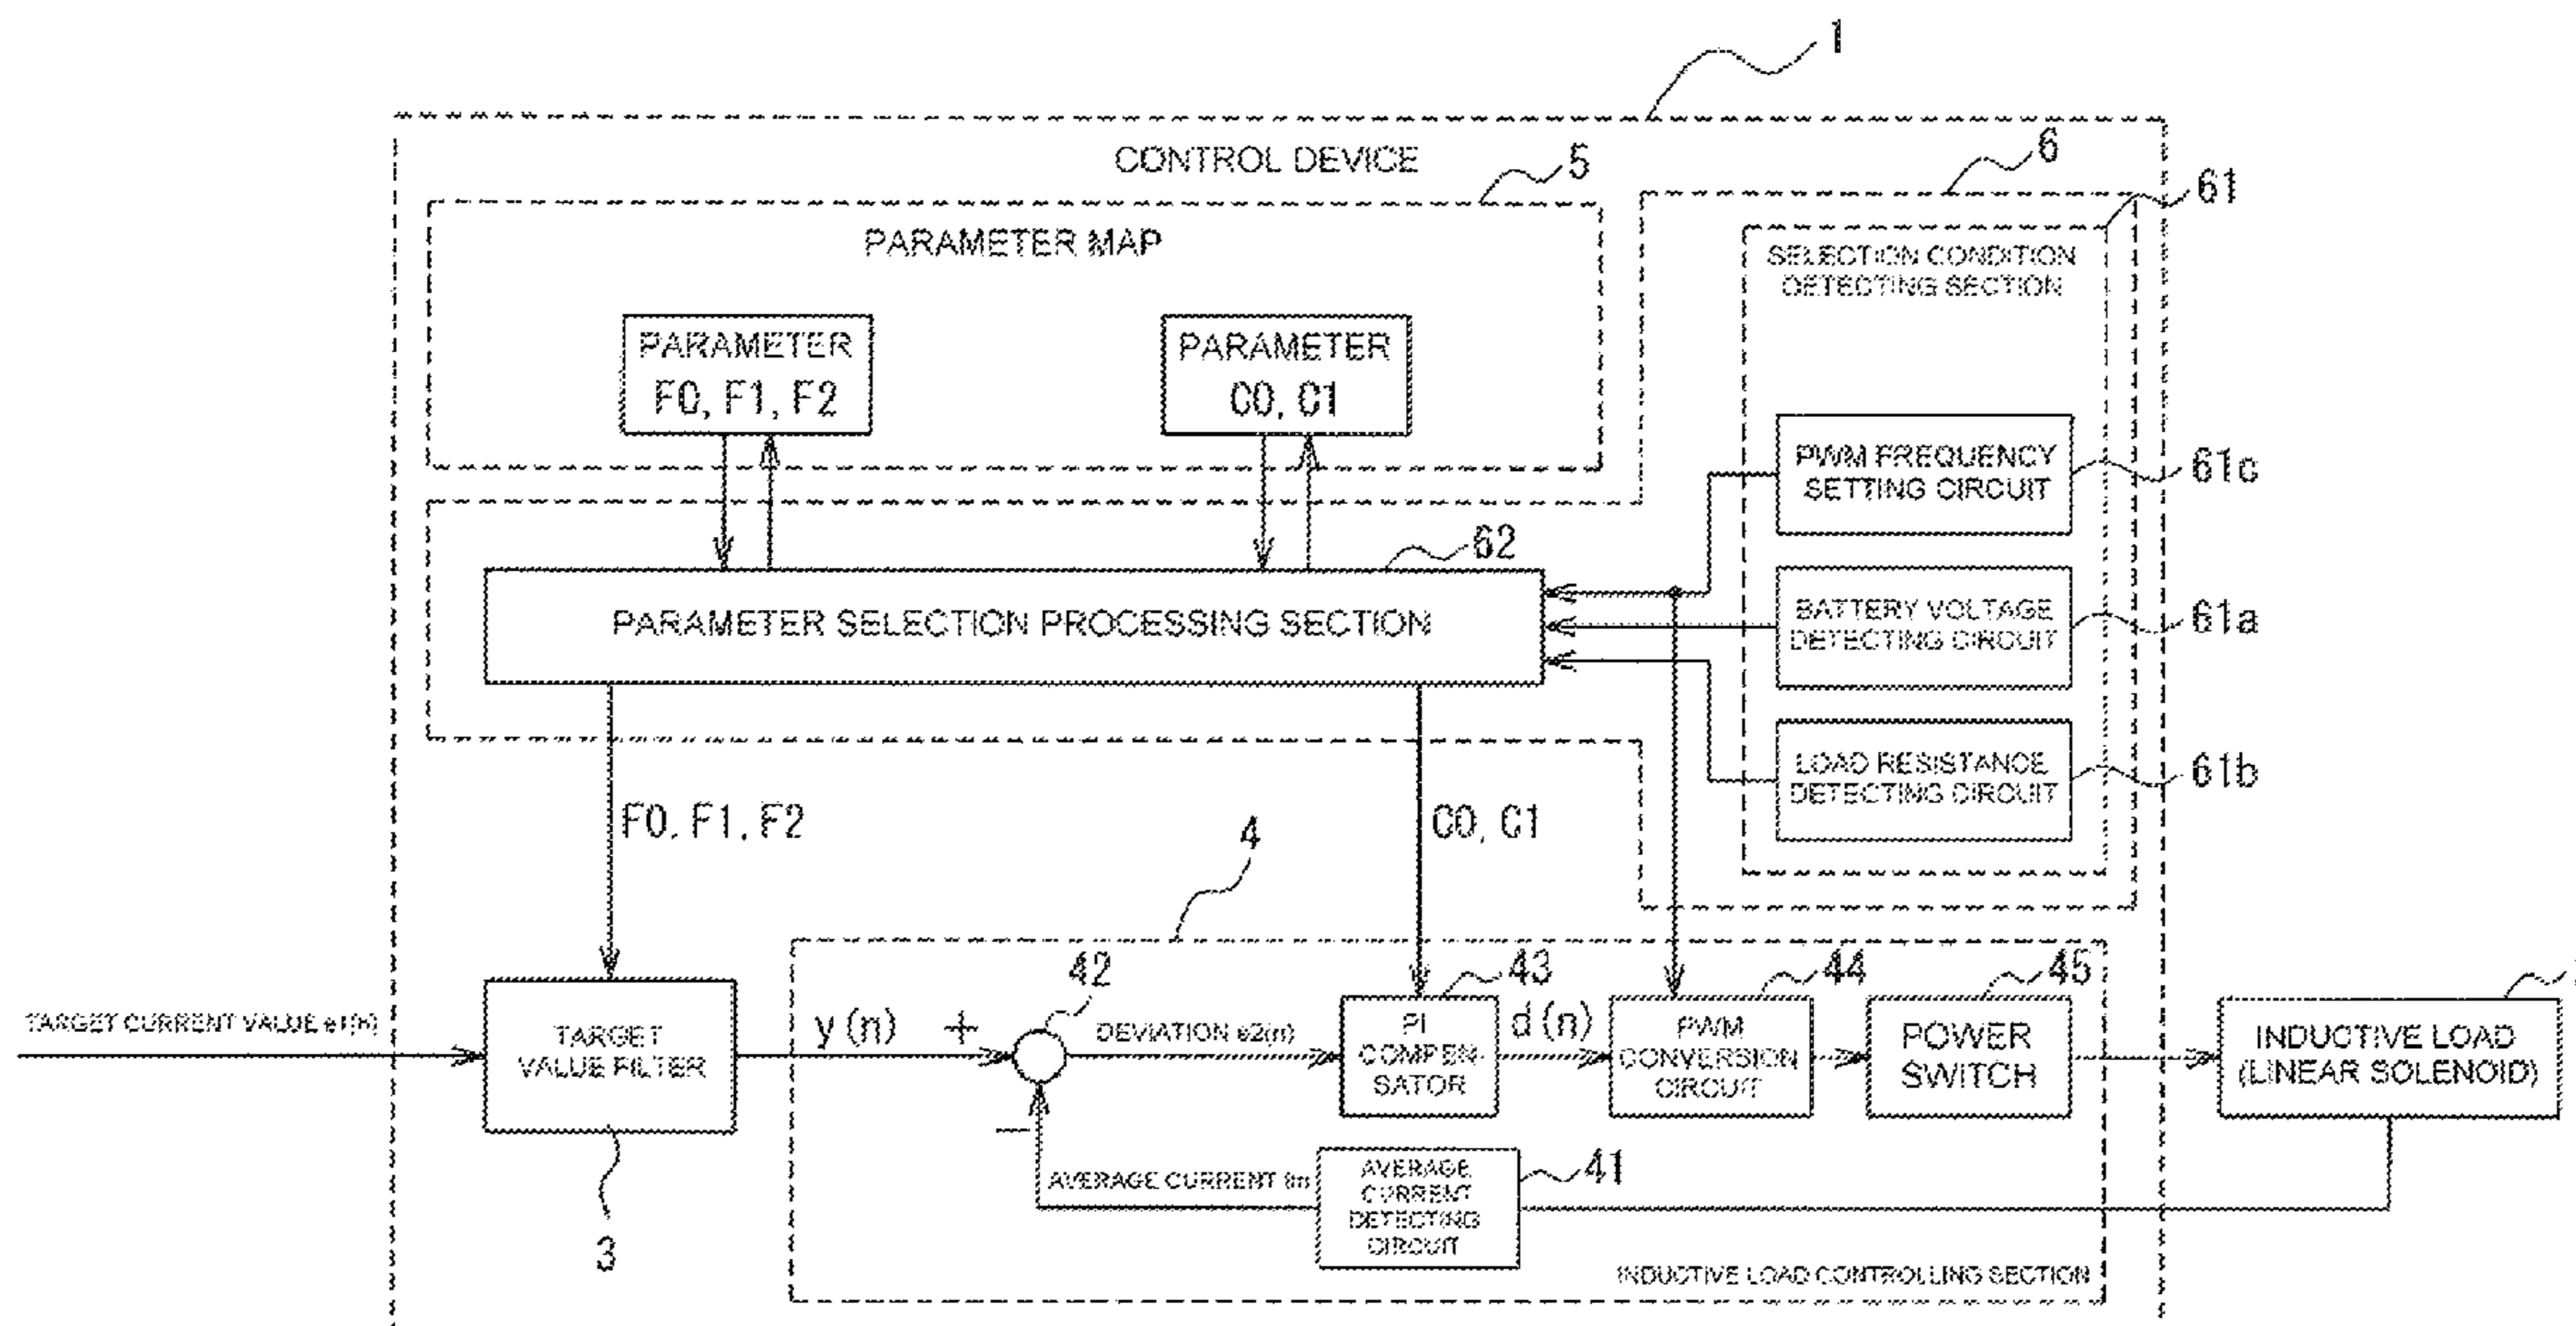 1
CONTROL DEVICE
5
6
61
PARAMETER MAP
SELECTION CONDITION
DETECTING SECTION
PARAMETER
F0, F1, F2
PARAMETER
C0, C1
PWM FREQUENCY
SETTING CIRCUIT
61c
62
PARAMETER SELECTION PROCESSING SECTION
BATTERY VOLTAGE
DETECTING CIRCUIT
61a
LOAD RESISTANCE
DETECTING CIRCUIT
61b
F0, F1, F2
C0, C1
4
42
43
44
45
TARGET CURRENT VALUE
TARGET
VALUE FILTER
y(n)
+
DEVIATION e2(n)
PI
COMPEN-
SATOR
d(n)
PWM
CONVERSION
CIRCUIT
POWER
SWITCH
INDUCTIVE LOAD
(LINEAR SOLENOID)
−
AVERAGE CURRENT
AVERAGE
CURRENT
DETECTING
CIRCUIT
41
3
INDUCTIVE LOAD CONTROLLING SECTION